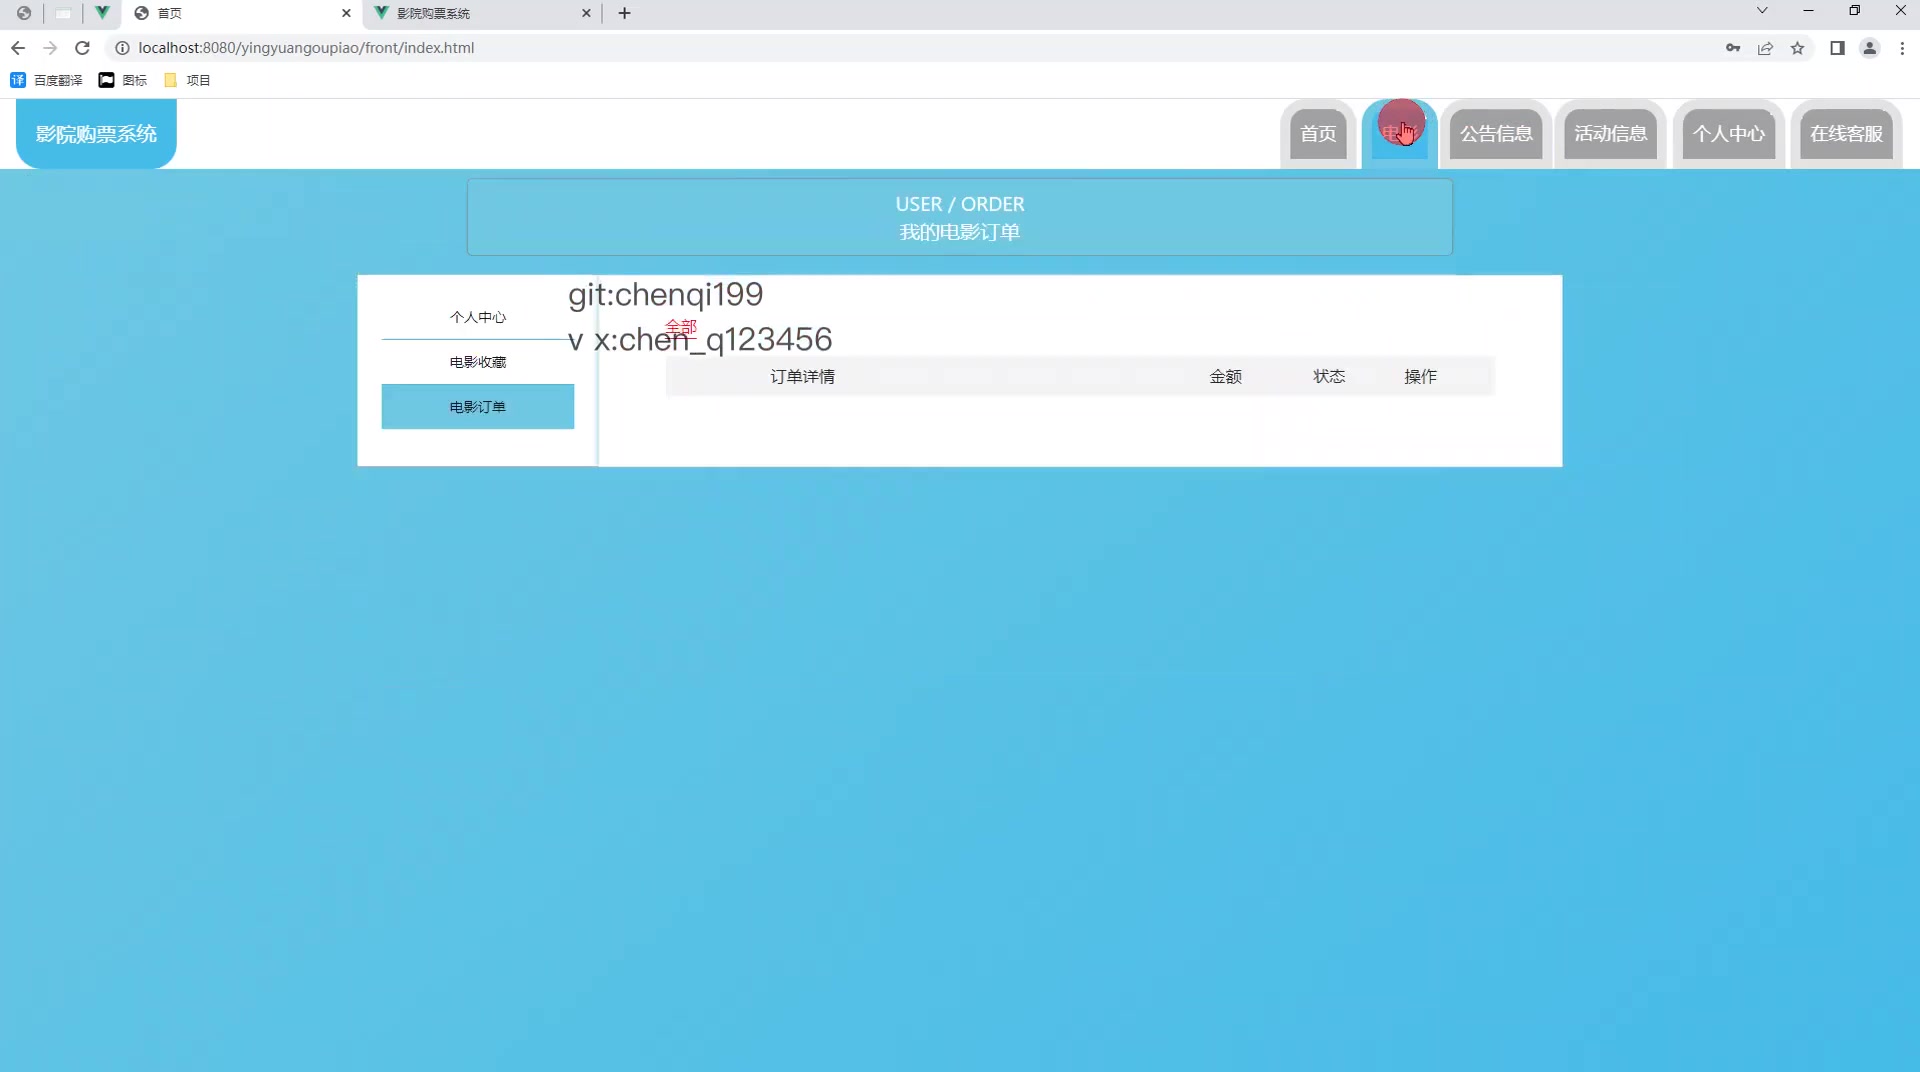 首页
影院购票系统
localhost:8080/yingyuangoupiao/front/index.html
百度翻译
图标
项目
影院购票系统
首页
公告信息
活动信息
个人中心
在线客服
USER / ORDER
我的电影订单
个人中心
电影收藏
电影订单
git:chenqi199
全部
v x:chen_q123456
订单详情
金额
状态
操作